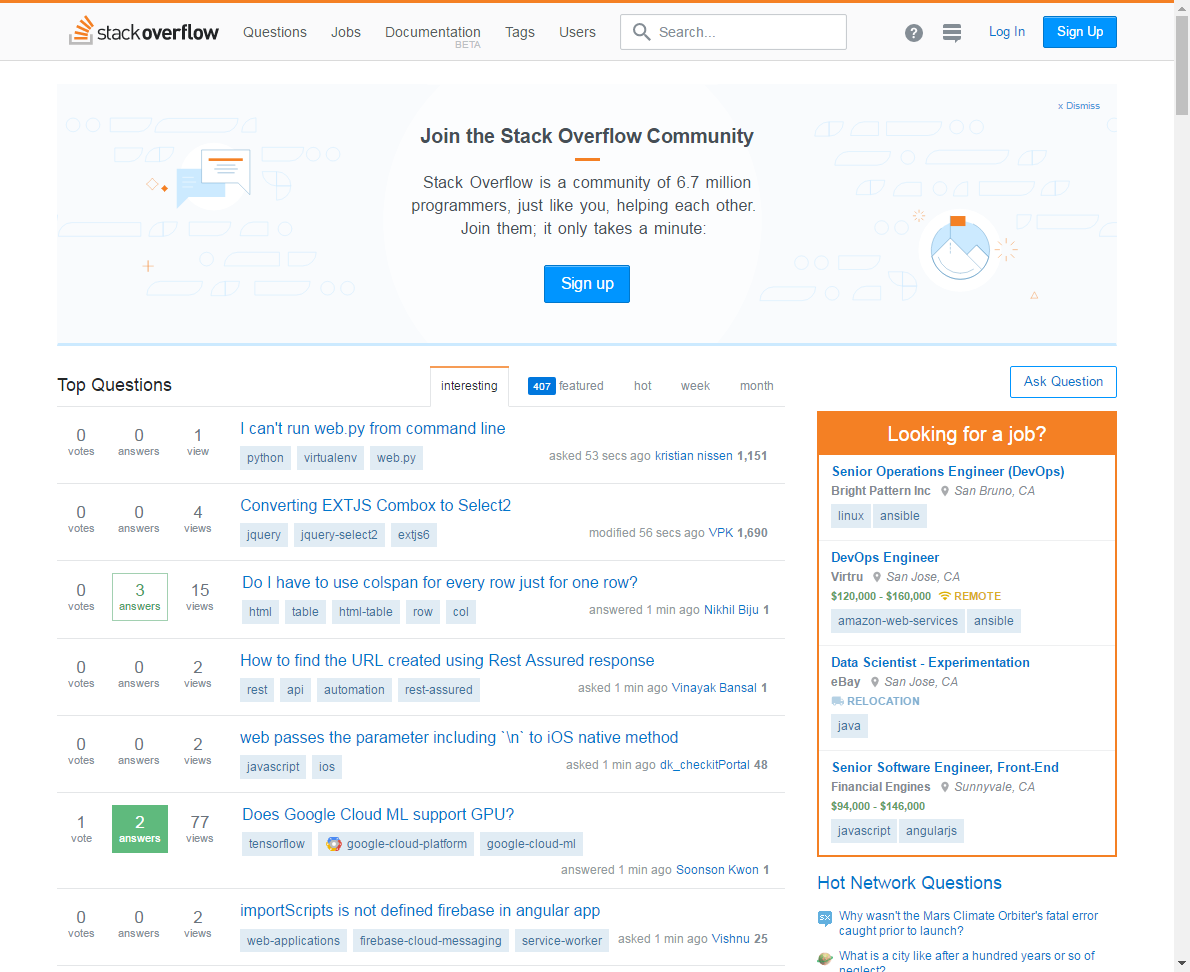 stackoverflow Questions Jobs Documentation BETA Tags Users Search... ? Log In Sign Up
x Dismiss
Join the Stack Overflow Community
Stack Overflow is a community of 6.7 million
programmers, just like you, helping each other.
Join them; it only takes a minute:
Sign up
Top Questions interesting 407 featured hot week month
0 votes 0 answers 1 view
I can't run web.py from command line
python virtualenv web.py
asked 53 secs ago kristian nissen 1,151
0 votes 0 answers 4 views
Converting EXTJS Combox to Select2
jquery jquery-select2 extjs6
modified 56 secs ago VPK 1,690
0 votes 3 answers 15 views
Do I have to use colspan for every row just for one row?
html table html-table row col
answered 1 min ago Nikhil Biju 1
0 votes 0 answers 2 views
How to find the URL created using Rest Assured response
rest api automation rest-assured
asked 1 min ago Vinayak Bansal 1
0 votes 0 answers 2 views
web passes the parameter including `\n` to iOS native method
javascript ios
asked 1 min ago dk_checkitPortal 48
1 vote 2 answers 77 views
Does Google Cloud ML support GPU?
tensorflow google-cloud-platform google-cloud-ml
answered 1 min ago Soonson Kwon 1
0 votes 0 answers 2 views
importScripts is not defined firebase in angular app
web-applications firebase-cloud-messaging service-worker
asked 1 min ago Vishnu 25
Ask Question
Looking for a job?
Senior Operations Engineer (DevOps)
Bright Pattern Inc San Bruno, CA
linux ansible
DevOps Engineer
Virtru San Jose, CA
$120,000 - $160,000 REMOTE
amazon-web-services ansible
Data Scientist - Experimentation
eBay San Jose, CA
RELOCATION
java
Senior Software Engineer, Front-End
Financial Engines Sunnyvale, CA
$94,000 - $146,000
javascript angularjs
Hot Network Questions
Why wasn't the Mars Climate Orbiter's fatal error
caught prior to launch?
What is a city like after a hundred years or so of
neglect?